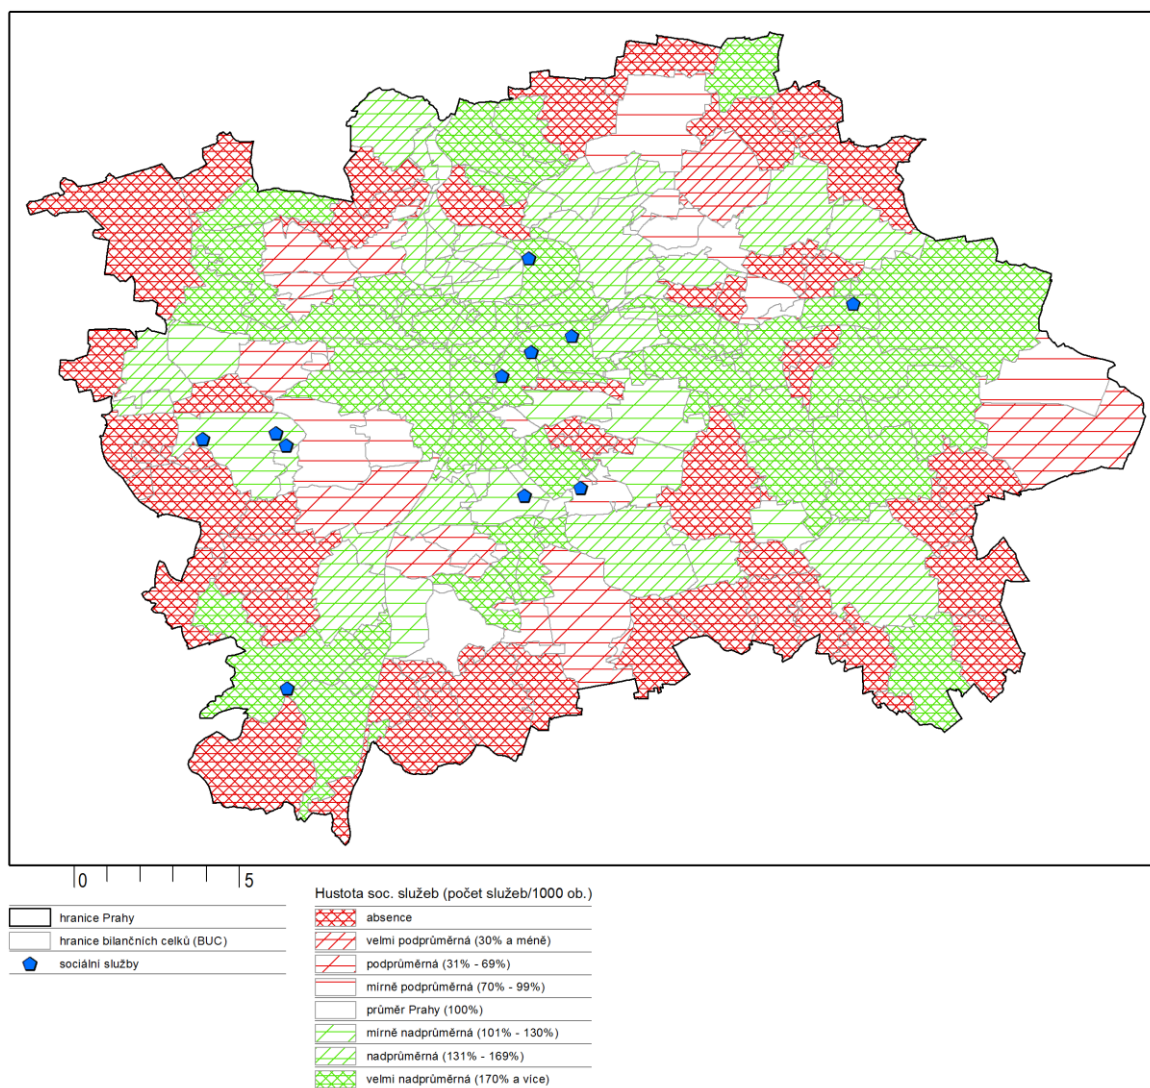 0 5
hranice Prahy
hranice bilančních celků (BUC)
sociální služby
Hustota soc. služeb (počet služeb/1000 ob.)
absence
velmi podprůměrná (30% a méně)
podprůměrná (31% - 69%)
mírně podprůměrná (70% - 99%)
průměr Prahy (100%)
mírně nadprůměrná (101% - 130%)
nadprůměrná (131% - 169%)
velmi nadprůměrná (170% a více)